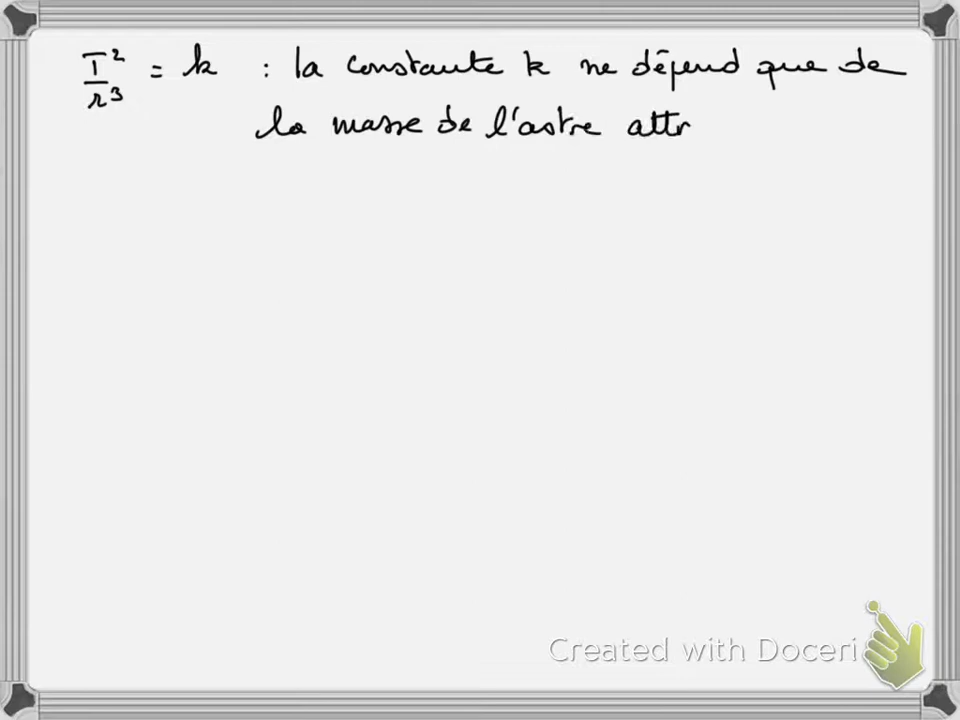 T²/r³ = k : la constante k ne dépend que de
la masse de l'astre attr
Created with Doceri